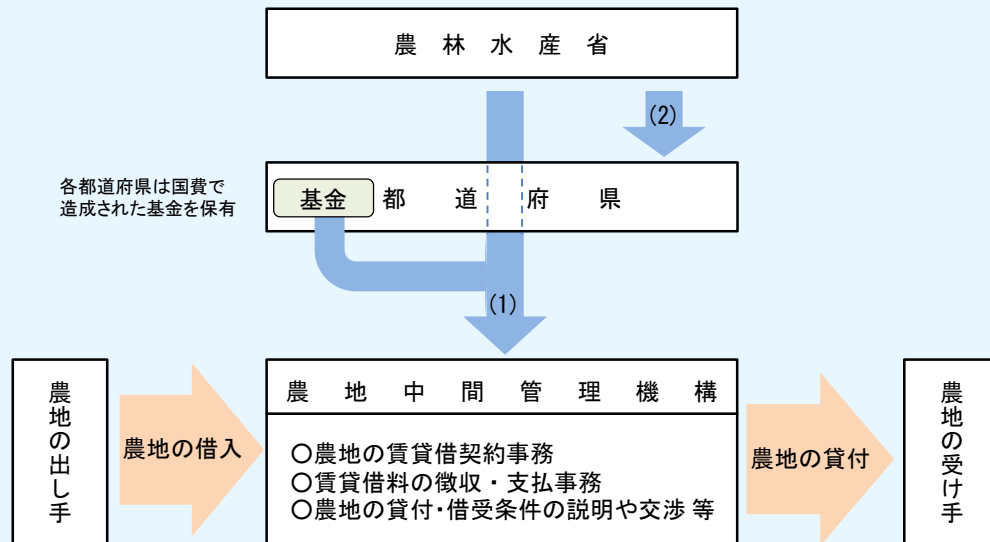 農林水産省
(2)
各都道府県は国費で
造成された基金を保有
基金
都道府県
(1)
農地の出し手
農地の借入
農地中間管理機構
○農地の賃貸借契約事務
○賃貸借料の徴収・支払事務
○農地の貸付・借受条件の説明や交渉 等
農地の貸付
農地の受け手